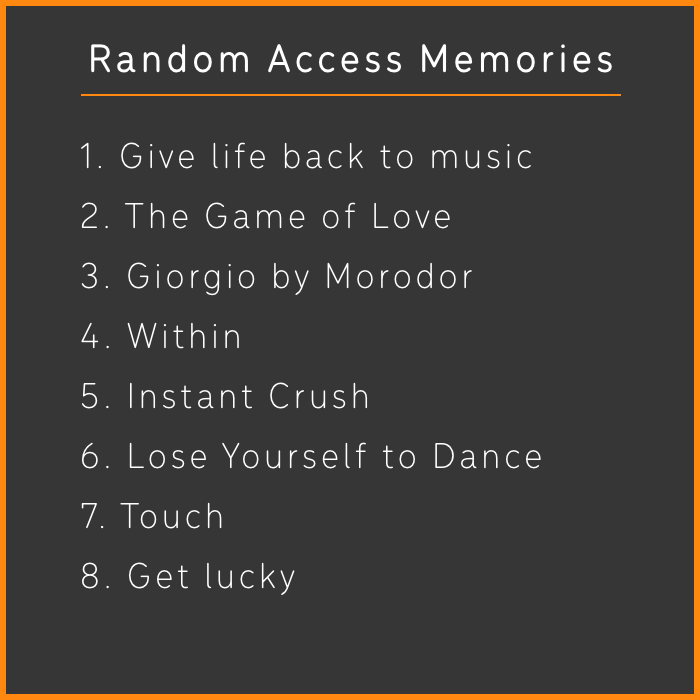 Random Access Memories
1. Give life back to music
2. The Game of Love
3. Giorgio by Morodor
4. Within
5. Instant Crush
6. Lose Yourself to Dance
7. Touch
8. Get lucky